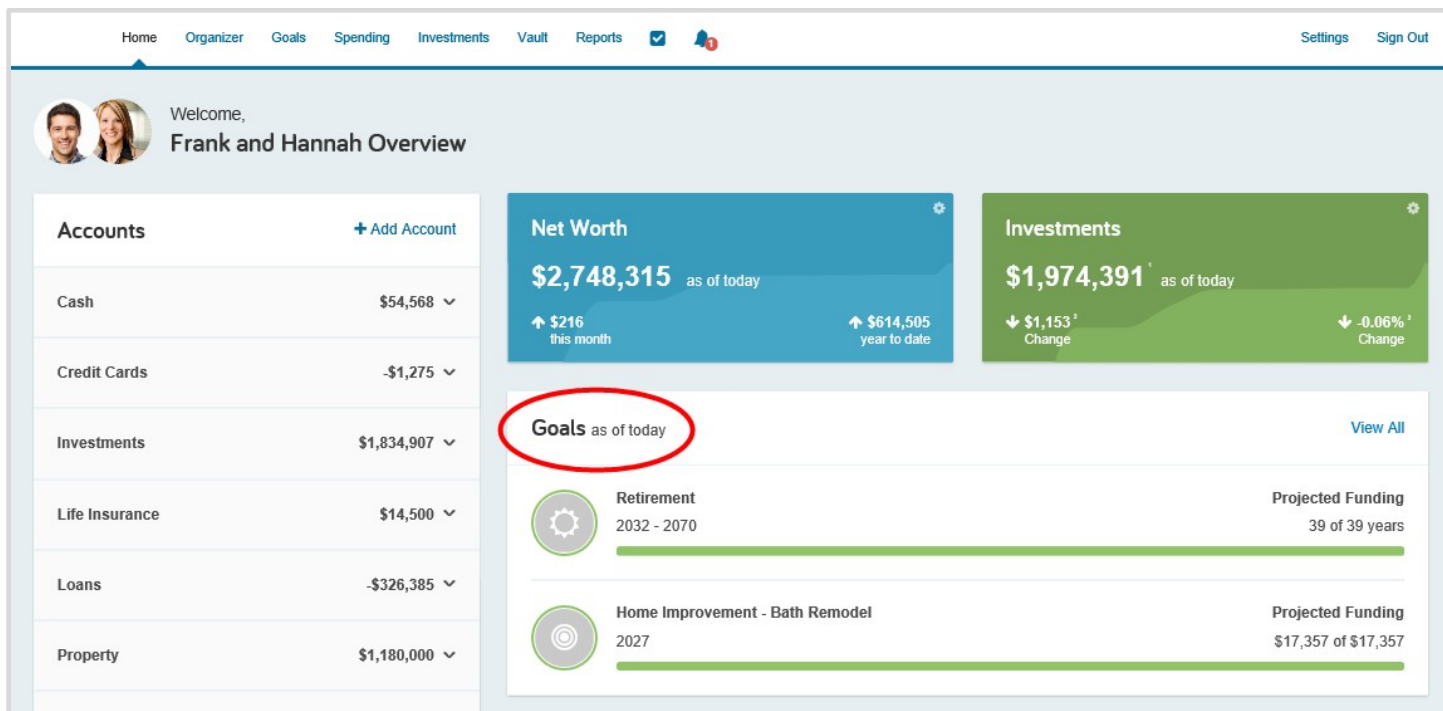 Home Organizer Goals Spending Investments Vault Reports 1 Settings Sign Out
Welcome,
Frank and Hannah Overview
Accounts + Add Account
Cash $54,568
Credit Cards -$1,275
Investments $1,834,907
Life Insurance $14,500
Loans -$326,385
Property $1,180,000
Net Worth
$2,748,315 as of today
$216 $614,505
this month year to date
Investments
$1,974,391 ¹ as of today
$1,153 ² -0.06% ²
Change Change
Goals as of today View All
Retirement Projected Funding
2032 - 2070 39 of 39 years
Home Improvement - Bath Remodel Projected Funding
2027 $17,357 of $17,357